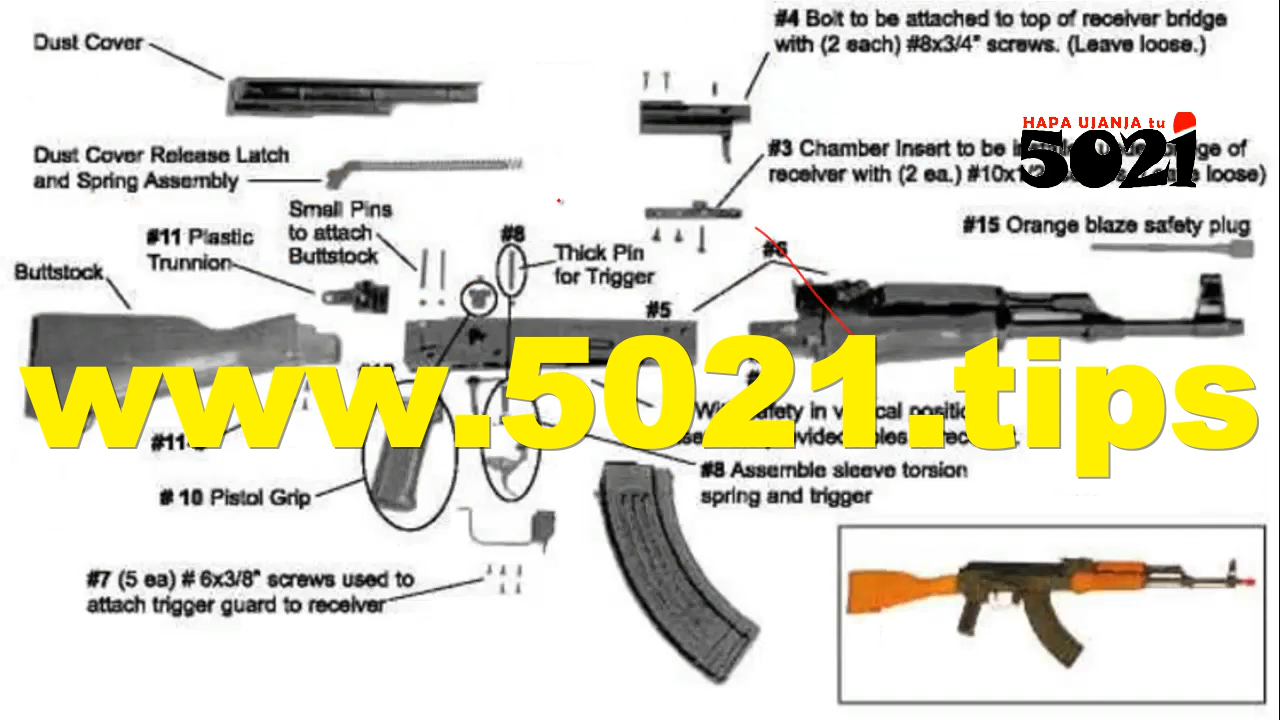 Dust Cover
#4 Bolt to be attached to top of receiver bridge
with (2 each) #8x3/4" screws. (Leave loose.)
HAPA UJANJA tu
5021
Dust Cover Release Latch
and Spring Assembly
#3 Chamber Insert to be
of
receiver with (2 ea.)
loose)
Small Pins
to attach
Buttstock
#11 Plastic
Trunnion
#8
Thick Pin
for Trigger
#15 Orange blaze safety plug
#6
Buttstock
#5
www.5021.tips
in
#8 Assemble sleeve torsion
spring and trigger
# 10 Pistol Grip
#7 (5 ea) # 6x3/8" screws used to
attach trigger guard to receiver